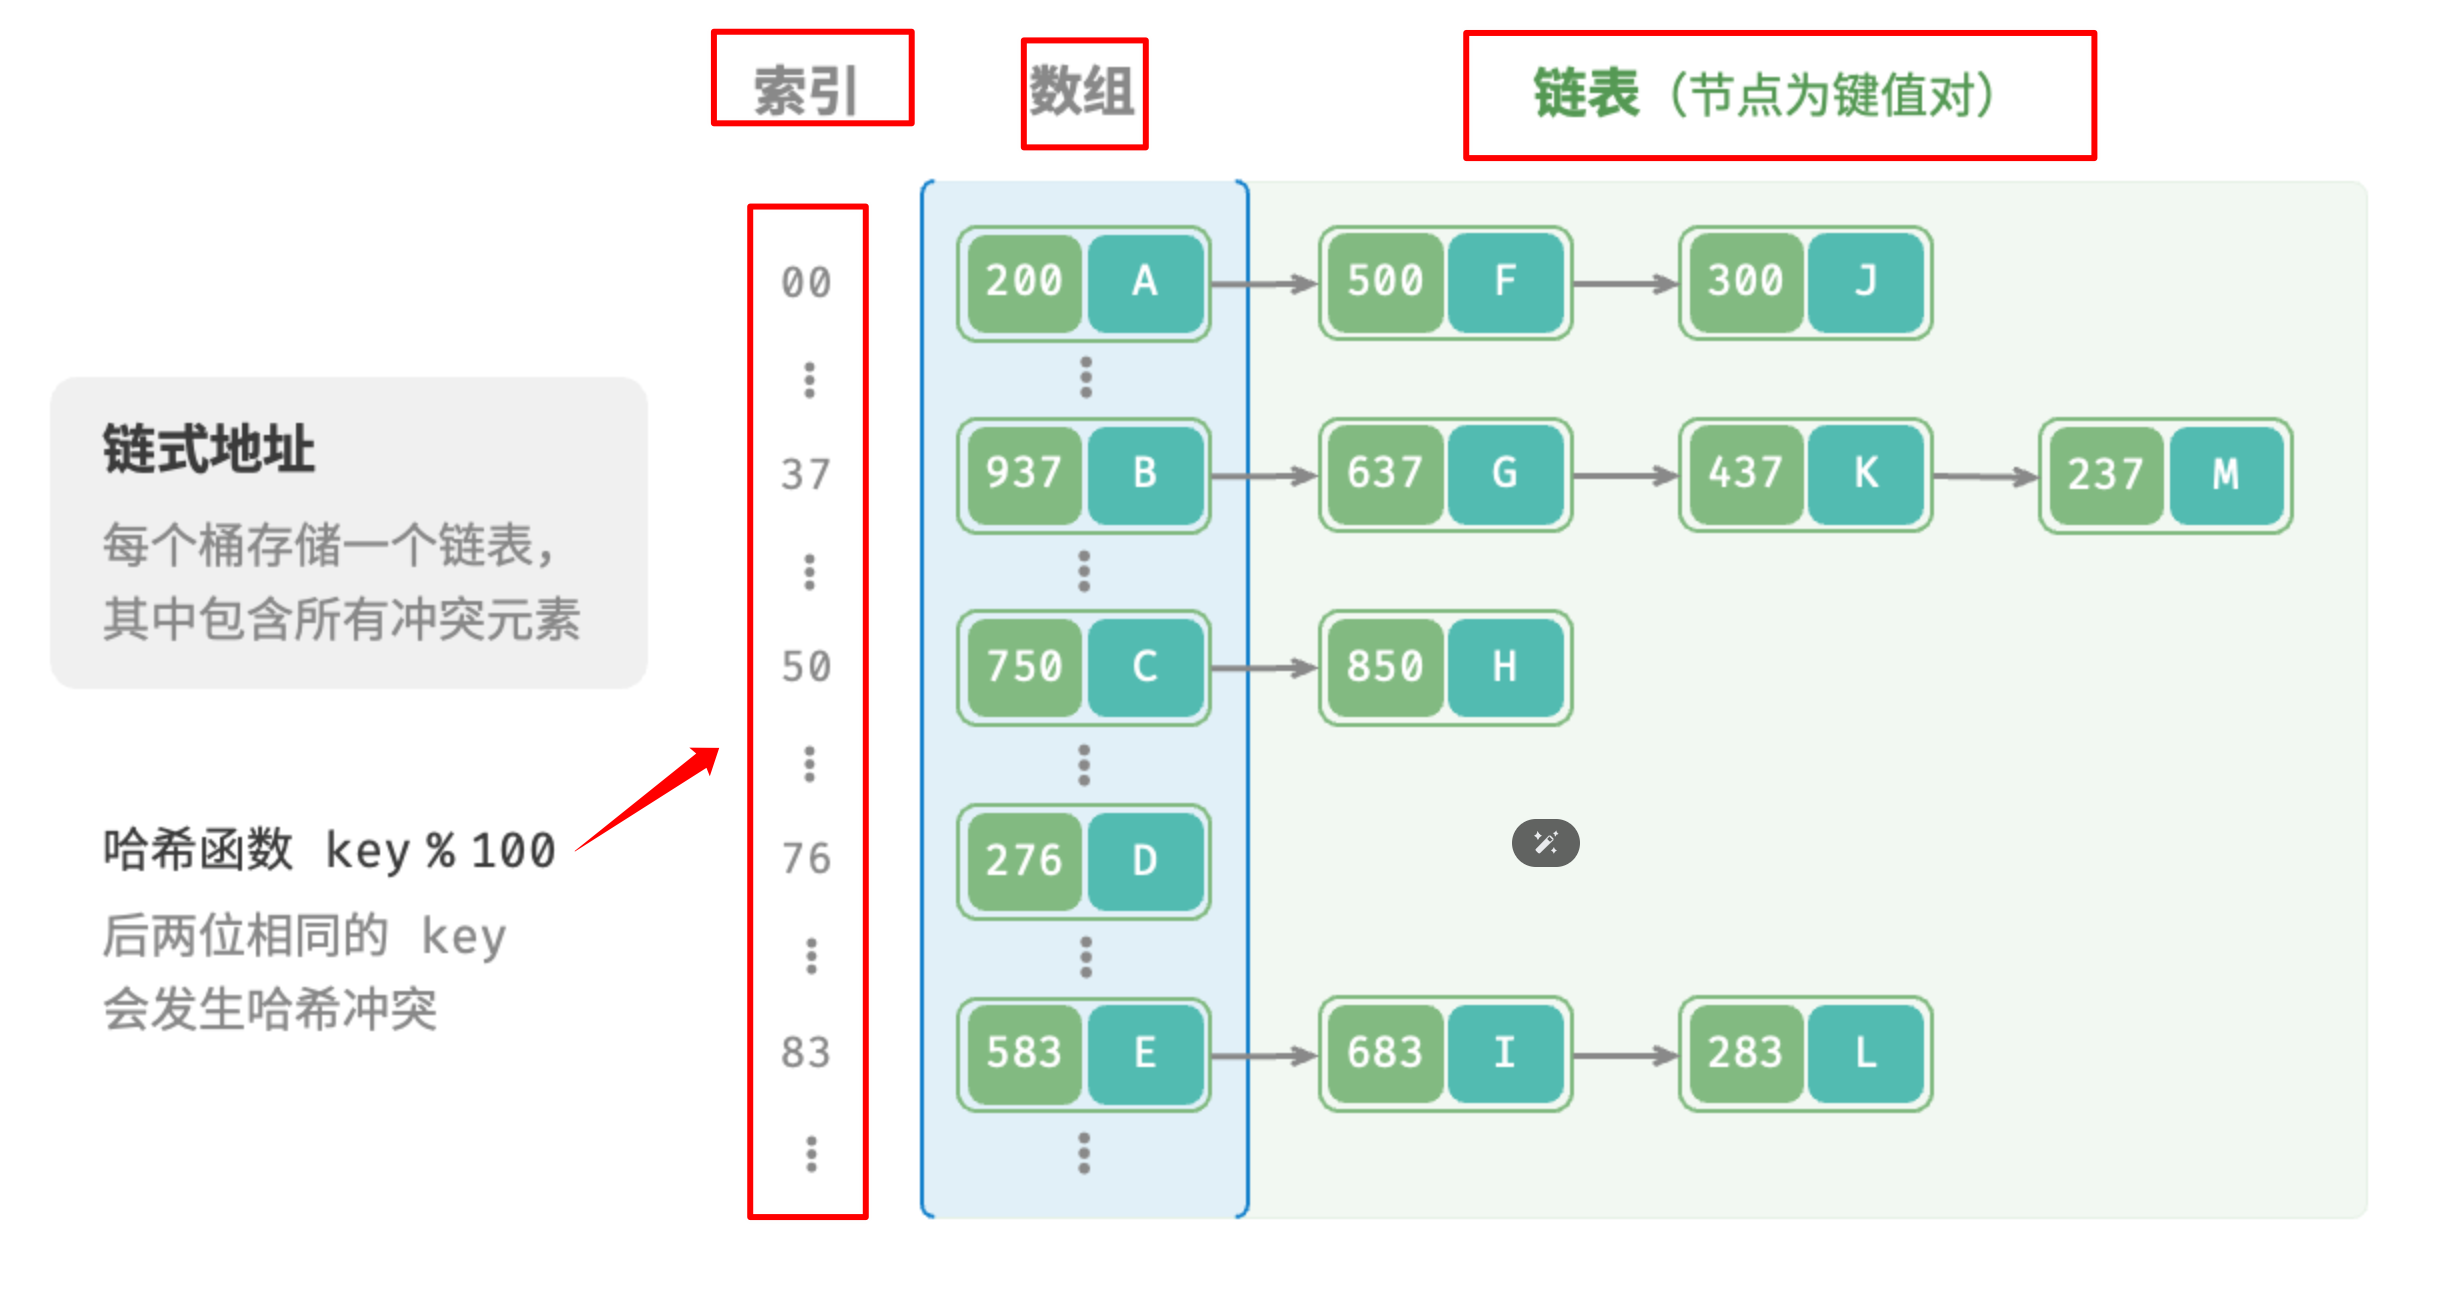 索引 数组 链表（节点为键值对）
链式地址
每个桶存储一个链表，
其中包含所有冲突元素
哈希函数 key % 100
后两位相同的 key
会发生哈希冲突
00 200 A 500 F 300 J
37 937 B 637 G 437 K 237 M
50 750 C 850 H
76 276 D
83 583 E 683 I 283 L